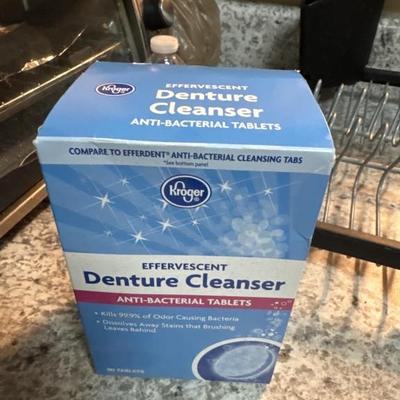 Kroger
EFFERVESCENT
Denture
Cleanser
ANTI-BACTERIAL TABLETS
COMPARE TO EFFERDENT® ANTI-BACTERIAL CLEANSING TABS
*See bottom panel
Kroger
EFFERVESCENT
Denture Cleanser
ANTI-BACTERIAL TABLETS
• Kills 99.9% of Odor Causing Bacteria
• Dissolves Away Stains that Brushing
Leaves Behind
90 TABLETS